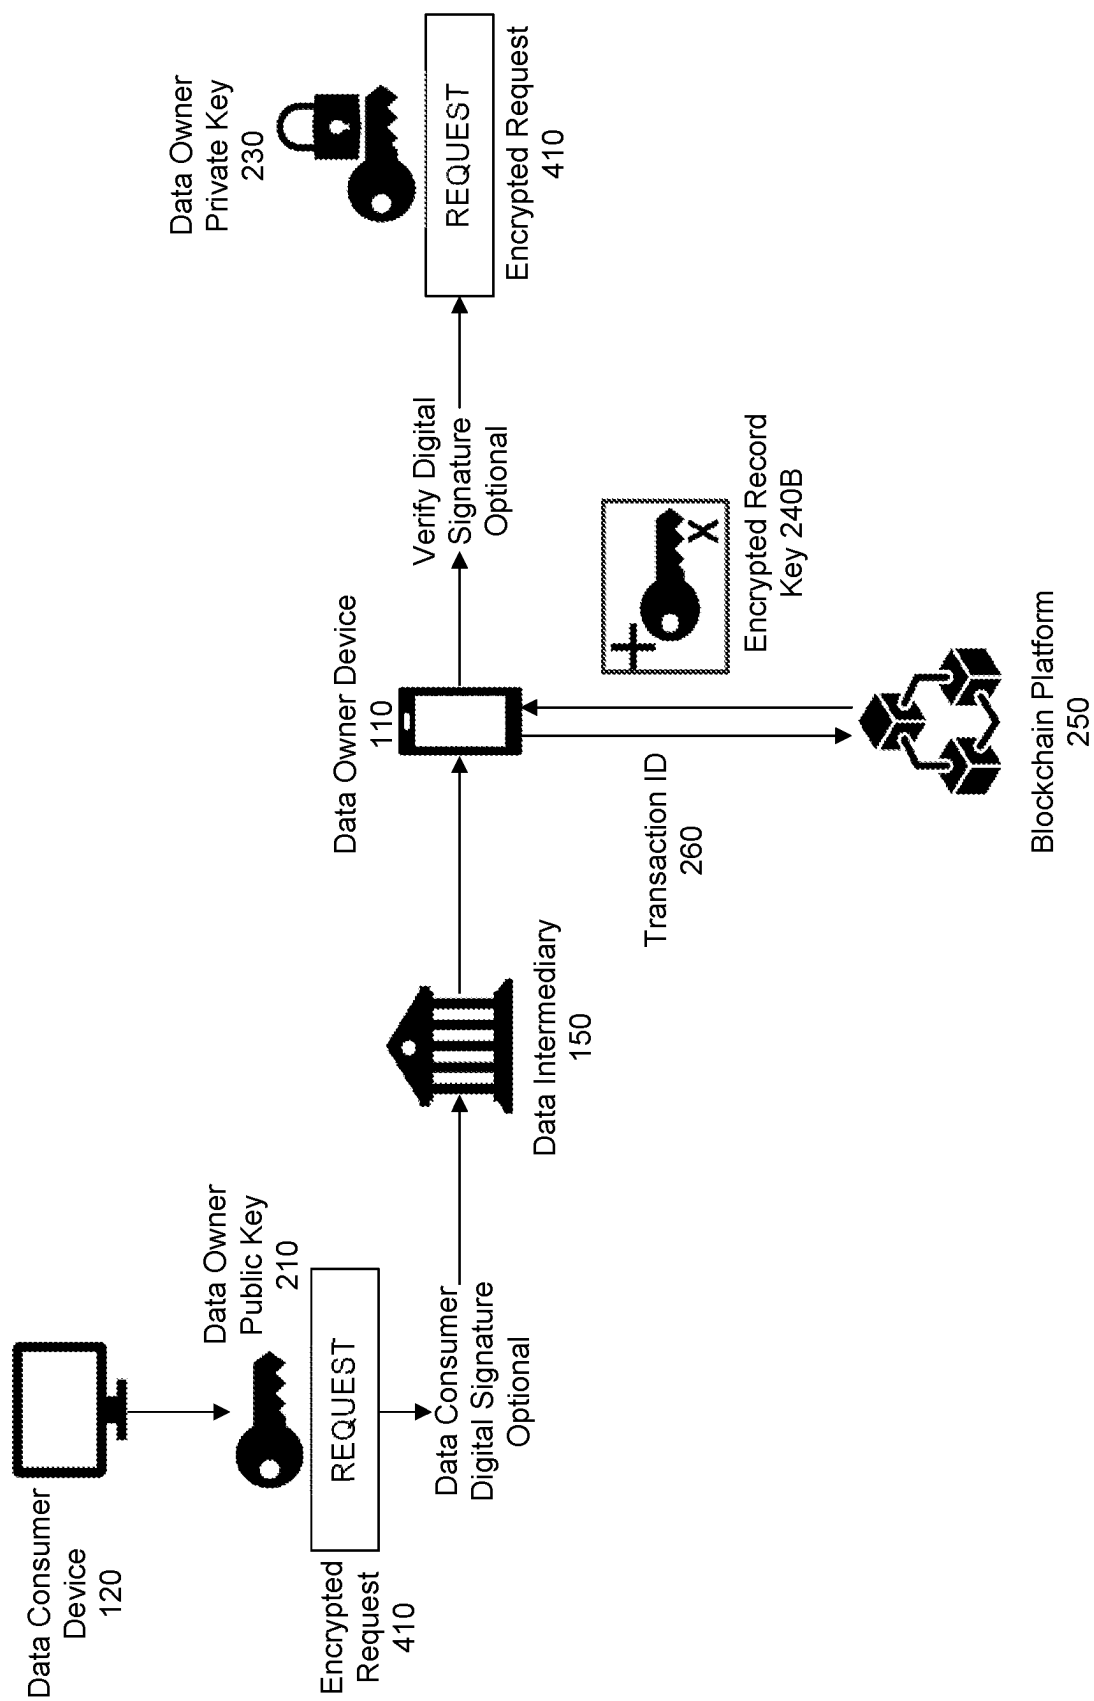 Data Consumer
Device
120
Data Owner
Public Key
210
REQUEST
Encrypted
Request
410
Data Consumer
Digital Signature
Optional
Data Intermediary
150
Data Owner Device
110
Transaction ID
260
Blockchain Platform
250
Encrypted Record
Key 240B
X
Verify Digital
Signature
Optional
Data Owner
Private Key
230
REQUEST
Encrypted Request
410